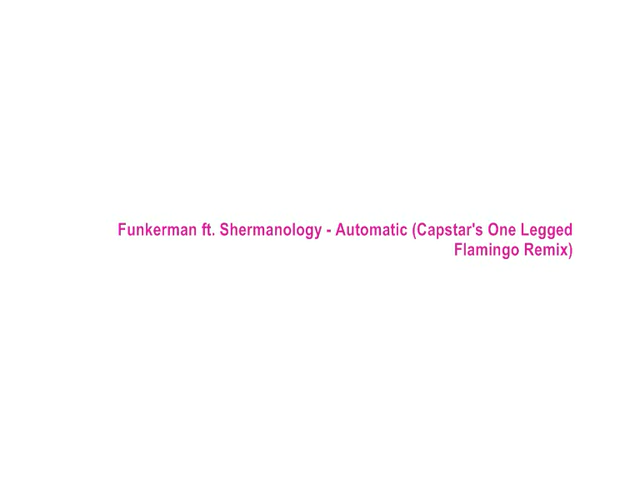 Funkerman ft. Shermanology - Automatic (Capstar's One Legged
Flamingo Remix)